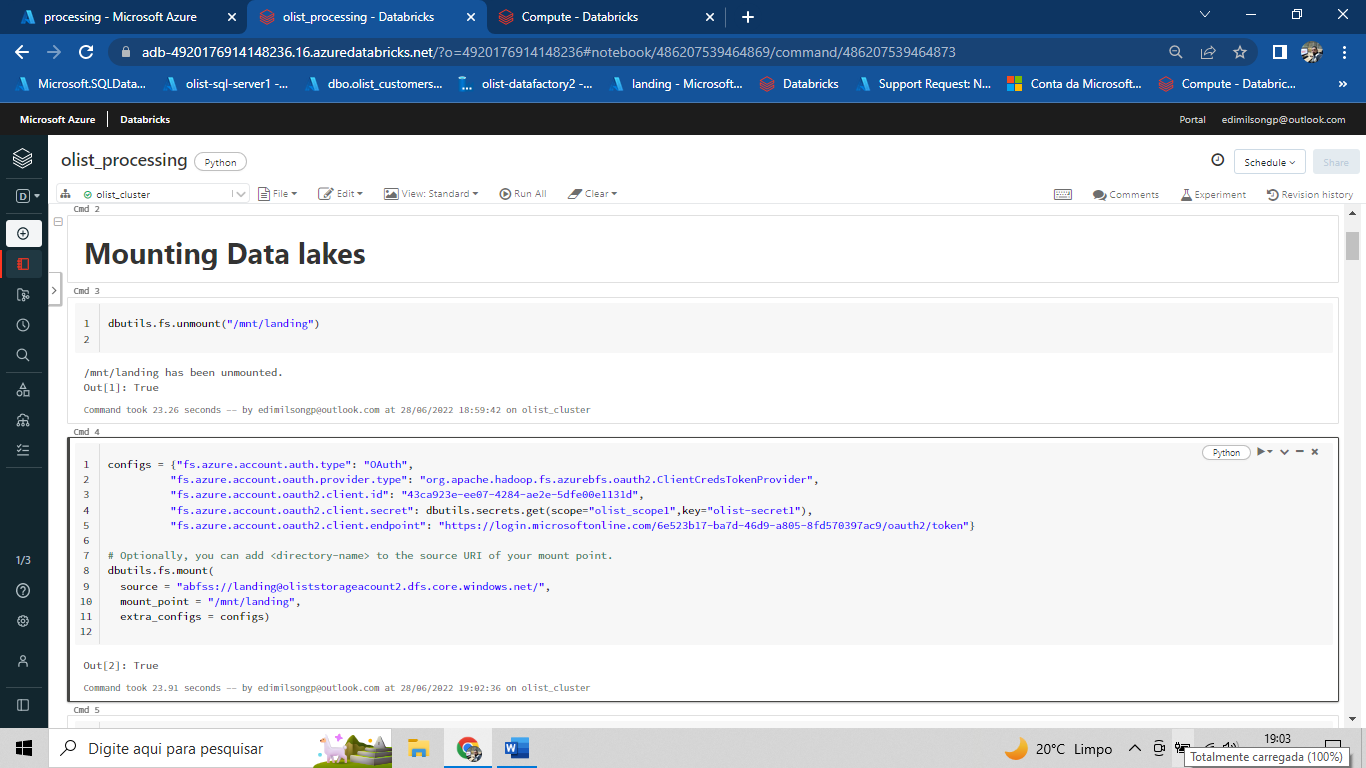 processing - Microsoft Azure
olist_processing - Databricks
Compute - Databricks
adb-4920176914148236.16.azuredatabricks.net/?o=4920176914148236#notebook/486207539464869/command/486207539464873
Microsoft.SQLData...
olist-sql-server1 -...
dbo.olist_customers...
olist-datafactory2 -...
landing - Microsoft...
Databricks
Support Request: N...
Conta da Microsoft...
Compute - Databric...
»
Microsoft Azure
Databricks
Portal
edimilsongp@outlook.com
olist_processing
Python
Schedule
Share
D
olist_cluster
File
Edit
View: Standard
Run All
Clear
Comments
Experiment
Revision history
Cmd 2
Mounting Data lakes
Cmd 3
1 dbutils.fs.unmount("/mnt/landing")
2
/mnt/landing has been unmounted.
Out[1]: True
Command took 23.26 seconds -- by edimilsongp@outlook.com at 28/06/2022 18:59:42 on olist_cluster
Cmd 4
Python
1 configs = {"fs.azure.account.auth.type": "OAuth",
2 "fs.azure.account.oauth.provider.type": "org.apache.hadoop.fs.azurebfs.oauth2.ClientCredsTokenProvider",
3 "fs.azure.account.oauth2.client.id": "43ca923e-ee07-4284-ae2e-5dfe00e1131d",
4 "fs.azure.account.oauth2.client.secret": dbutils.secrets.get(scope="olist_scope1",key="olist-secret1"),
5 "fs.azure.account.oauth2.client.endpoint": "https://login.microsoftonline.com/6e523b17-ba7d-46d9-a805-8fd570397ac9/oauth2/token"}
6
7 # Optionally, you can add <directory-name> to the source URI of your mount point.
8 dbutils.fs.mount(
9 source = "abfss://landing@oliststorageacount2.dfs.core.windows.net/",
10 mount_point = "/mnt/landing",
11 extra_configs = configs)
12
Out[2]: True
Command took 23.91 seconds -- by edimilsongp@outlook.com at 28/06/2022 19:02:36 on olist_cluster
Cmd 5
1/3
Digite aqui para pesquisar
20°C Limpo
19:03
Totalmente carregada (100%)